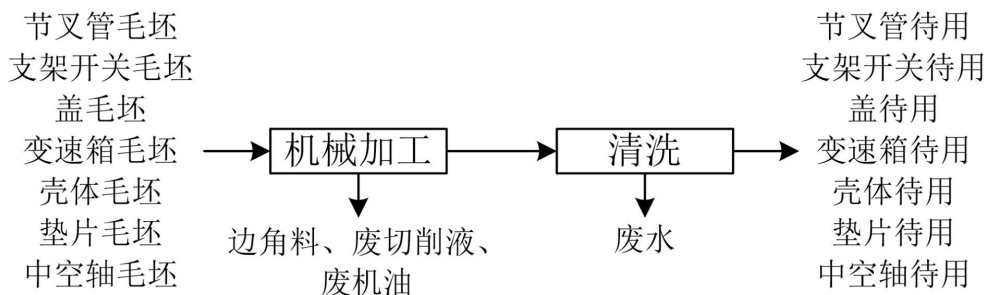 节叉管毛坯
支架开关毛坯
盖毛坯
变速箱毛坯
壳体毛坯
垫片毛坯
中空轴毛坯
机械加工
边角料、废切削液、
废机油
清洗
废水
节叉管待用
支架开关待用
盖待用
变速箱待用
壳体待用
垫片待用
中空轴待用